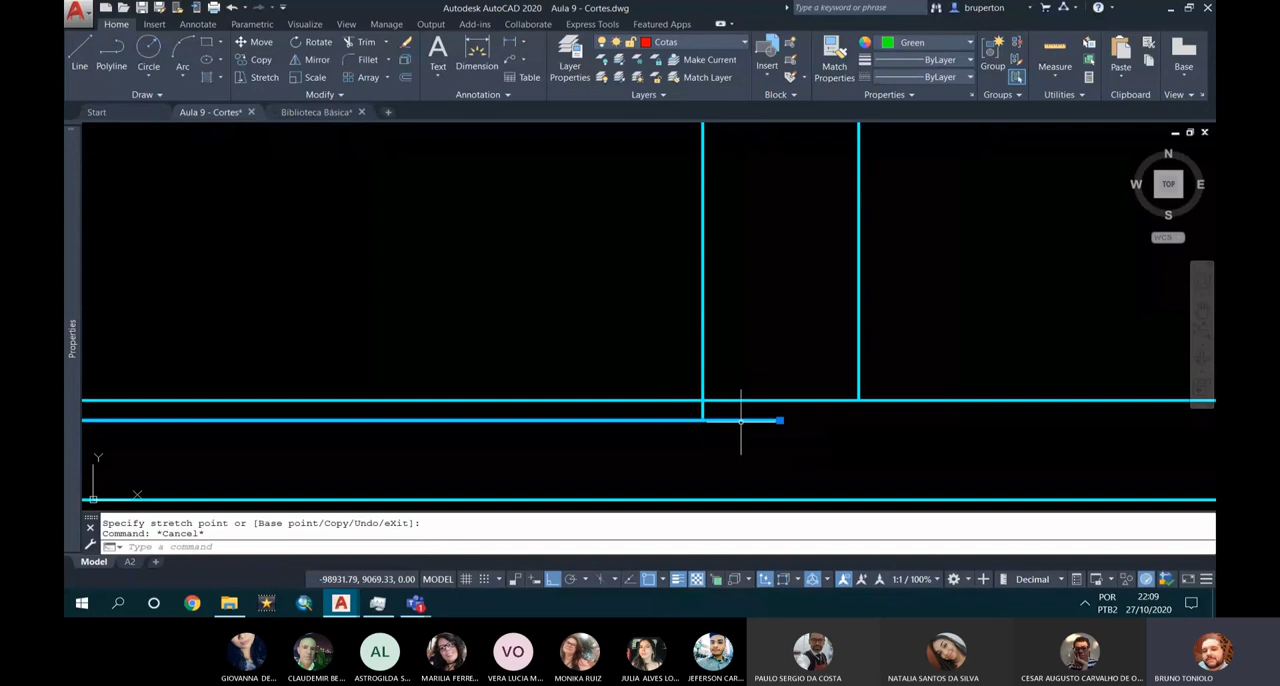 Autodesk AutoCAD 2020 Aula 9 - Cortes.dwg
Type a keyword or phrase
bruperton
Home Insert Annotate Parametric View Manage Output Add-ins Collaborate Express Tools Featured Apps
Line Polyline Circle Arc
Move Rotate Trim
Copy Mirror Fillet
Stretch Scale Array
Text Dimension Table
Layer Properties
Cotas
Make Current
Match Layer
Insert
Match Properties
Green
ByLayer
ByLayer
Group Measure Paste Base
Draw Modify Annotation Layers Block Properties Groups Utilities Clipboard View
Start Aula 9 - Cortes* Biblioteca Básica*
N
W TOP E
S
WCS
Properties
Y
X
Specify stretch point or [Base point/Copy/Undo/eXit]:
Command: *Cancel*
Type a command
Model A2
-98931.79, 9069.33, 0.00 MODEL 1:1 / 100% Decimal
POR
PTB2
22:09
27/10/2020
AL VO
GIOVANNA DE... CLAUDEMIR BE... ASTROGILDA S... MARILIA FERRE... VERA LUCIA M... MONIKA RUIZ JULIA ALVES LO... JEFERSON CAR... PAULO SERGIO DA COSTA NATALIA SANTOS DA SILVA CESAR AUGUSTO CARVALHO DE O... BRUNO TONIOLO